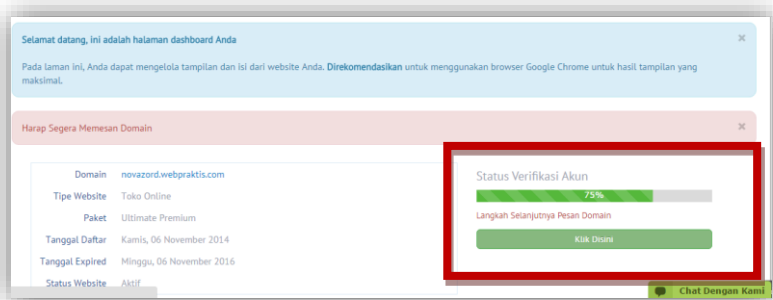 Selamat datang, ini adalah halaman dashboard Anda
Pada laman ini, Anda dapat mengelola tampilan dan isi dari website Anda. Direkomendasikan untuk menggunakan browser Google Chrome untuk hasil tampilan yang
maksimal.
Harap Segera Memesan Domain
Domain novazord.webpraktis.com
Tipe Website Toko Online
Paket Ultimate Premium
Tanggal Daftar Kamis, 06 November 2014
Tanggal Expired Minggu, 06 November 2016
Status Website Aktif
Status Verifikasi Akun
75%
Langkah Selanjutnya Pesan Domain
Klik Disini
Chat Dengan Kami